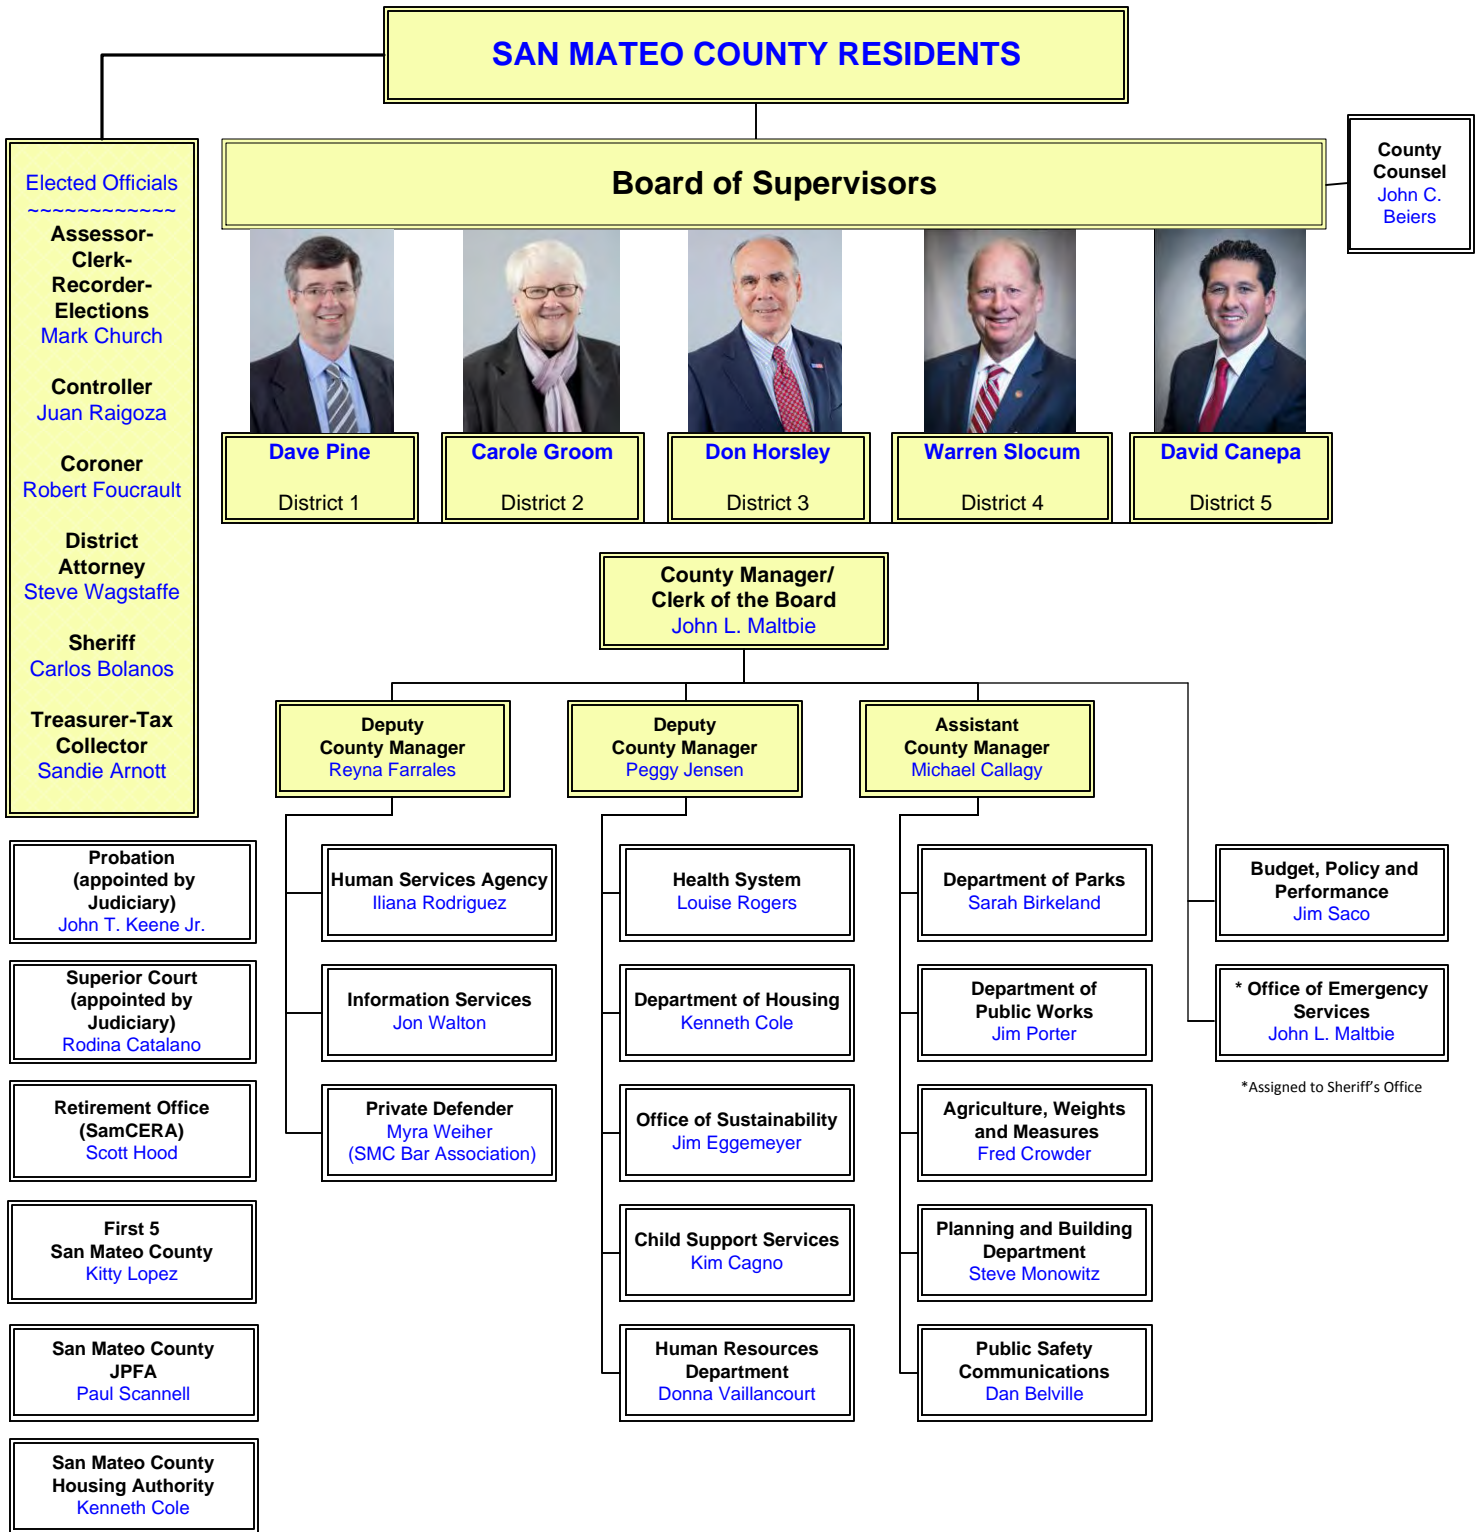 SAN MATEO COUNTY RESIDENTS
Elected Officials
~~~~~~~~~~~~
Assessor-
Clerk-
Recorder-
Elections
Mark Church
Controller
Juan Raigoza
Coroner
Robert Foucrault
District
Attorney
Steve Wagstaffe
Sheriff
Carlos Bolanos
Treasurer-Tax
Collector
Sandie Arnott
Board of Supervisors
County
Counsel
John C.
Beiers
Dave Pine
District 1
Carole Groom
District 2
Don Horsley
District 3
Warren Slocum
District 4
David Canepa
District 5
County Manager/
Clerk of the Board
John L. Maltbie
Deputy
County Manager
Reyna Farrales
Deputy
County Manager
Peggy Jensen
Assistant
County Manager
Michael Callagy
Probation
(appointed by
Judiciary)
John T. Keene Jr.
Superior Court
(appointed by
Judiciary)
Rodina Catalano
Retirement Office
(SamCERA)
Scott Hood
First 5
San Mateo County
Kitty Lopez
San Mateo County
JPFA
Paul Scannell
San Mateo County
Housing Authority
Kenneth Cole
Human Services Agency
Iliana Rodriguez
Information Services
Jon Walton
Private Defender
Myra Weiher
(SMC Bar Association)
Health System
Louise Rogers
Department of Housing
Kenneth Cole
Office of Sustainability
Jim Eggemeyer
Child Support Services
Kim Cagno
Human Resources
Department
Donna Vaillancourt
Department of Parks
Sarah Birkeland
Department of
Public Works
Jim Porter
Agriculture, Weights
and Measures
Fred Crowder
Planning and Building
Department
Steve Monowitz
Public Safety
Communications
Dan Belville
Budget, Policy and
Performance
Jim Saco
* Office of Emergency
Services
John L. Maltbie
*Assigned to Sheriff's Office